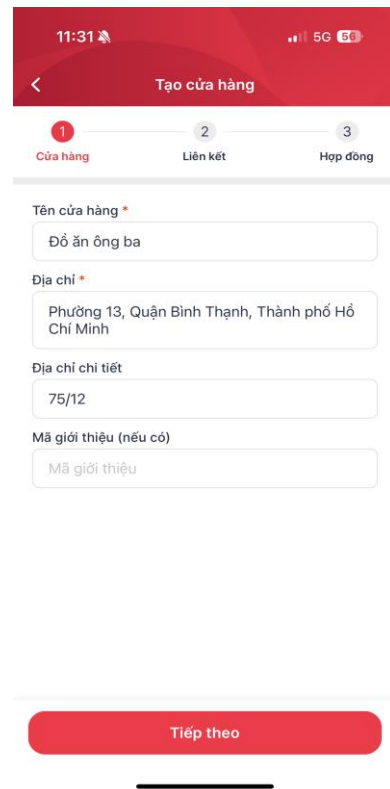 11:31
5G 56
Tạo cửa hàng
1 2 3
Cửa hàng Liên kết Hợp đồng
Tên cửa hàng *
Đồ ăn ông ba
Địa chỉ *
Phường 13, Quận Bình Thạnh, Thành phố Hồ
Chí Minh
Địa chỉ chi tiết
75/12
Mã giới thiệu (nếu có)
Mã giới thiệu
Tiếp theo